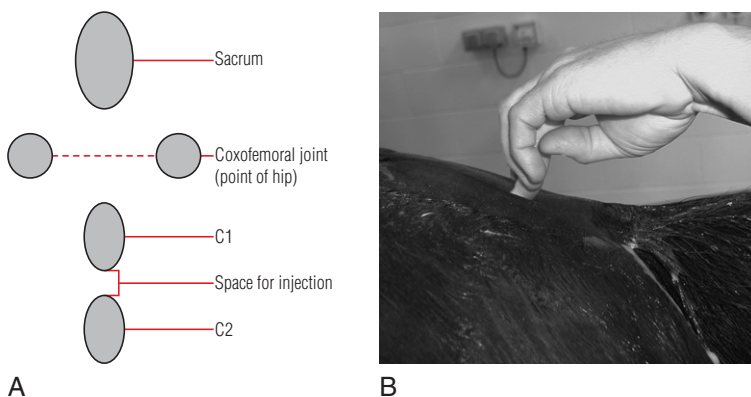 Sacrum
Coxofemoral joint
(point of hip)
C1
Space for injection
C2
A
B